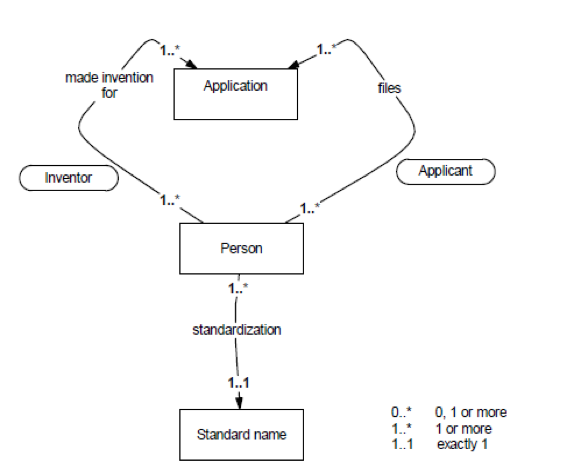 1..*
1..*
Application
made invention
for
files
Inventor
Applicant
1..*
1..*
Person
1..*
standardization
1..1
Standard name
0..* 0, 1 or more
1..* 1 or more
1..1 exactly 1